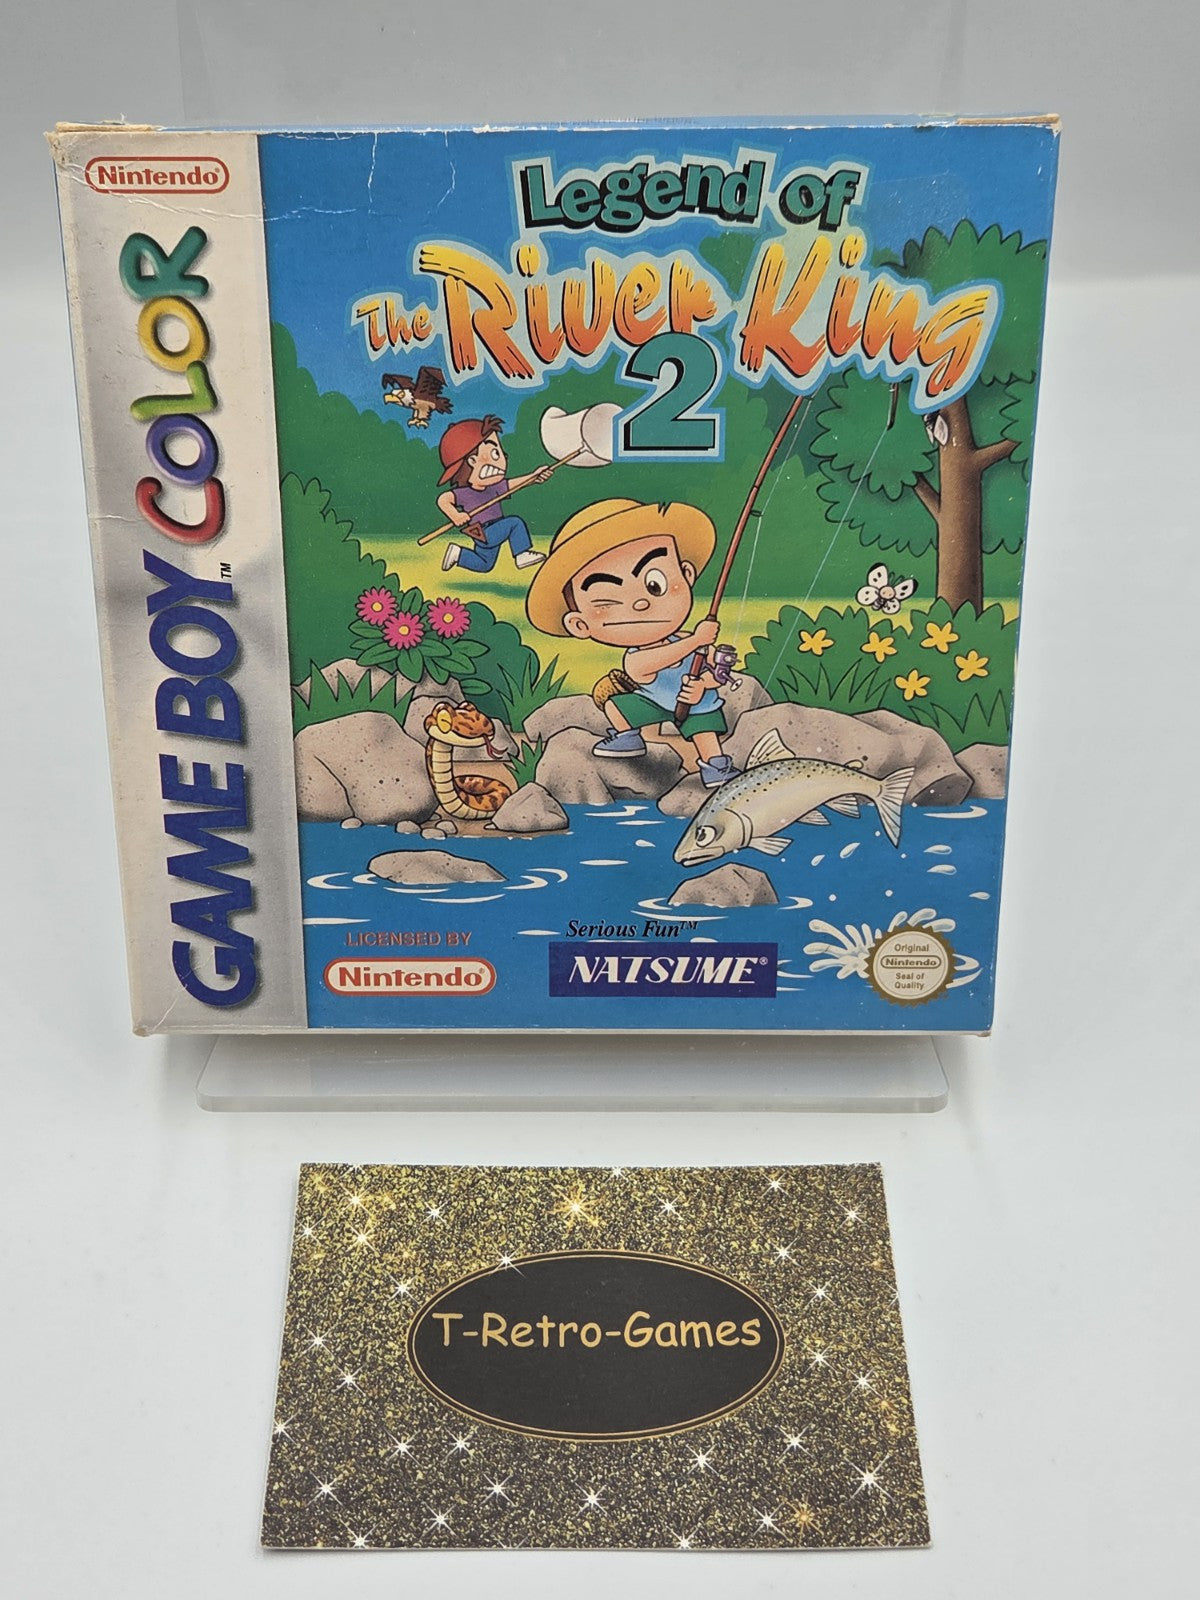 Nintendo®
GAME BOY COLOR™
Legend of
The River King
2
LICENSED BY
Nintendo®
Serious Fun™
NATSUME®
Original
Nintendo
Seal of
Quality
T-Retro-Games